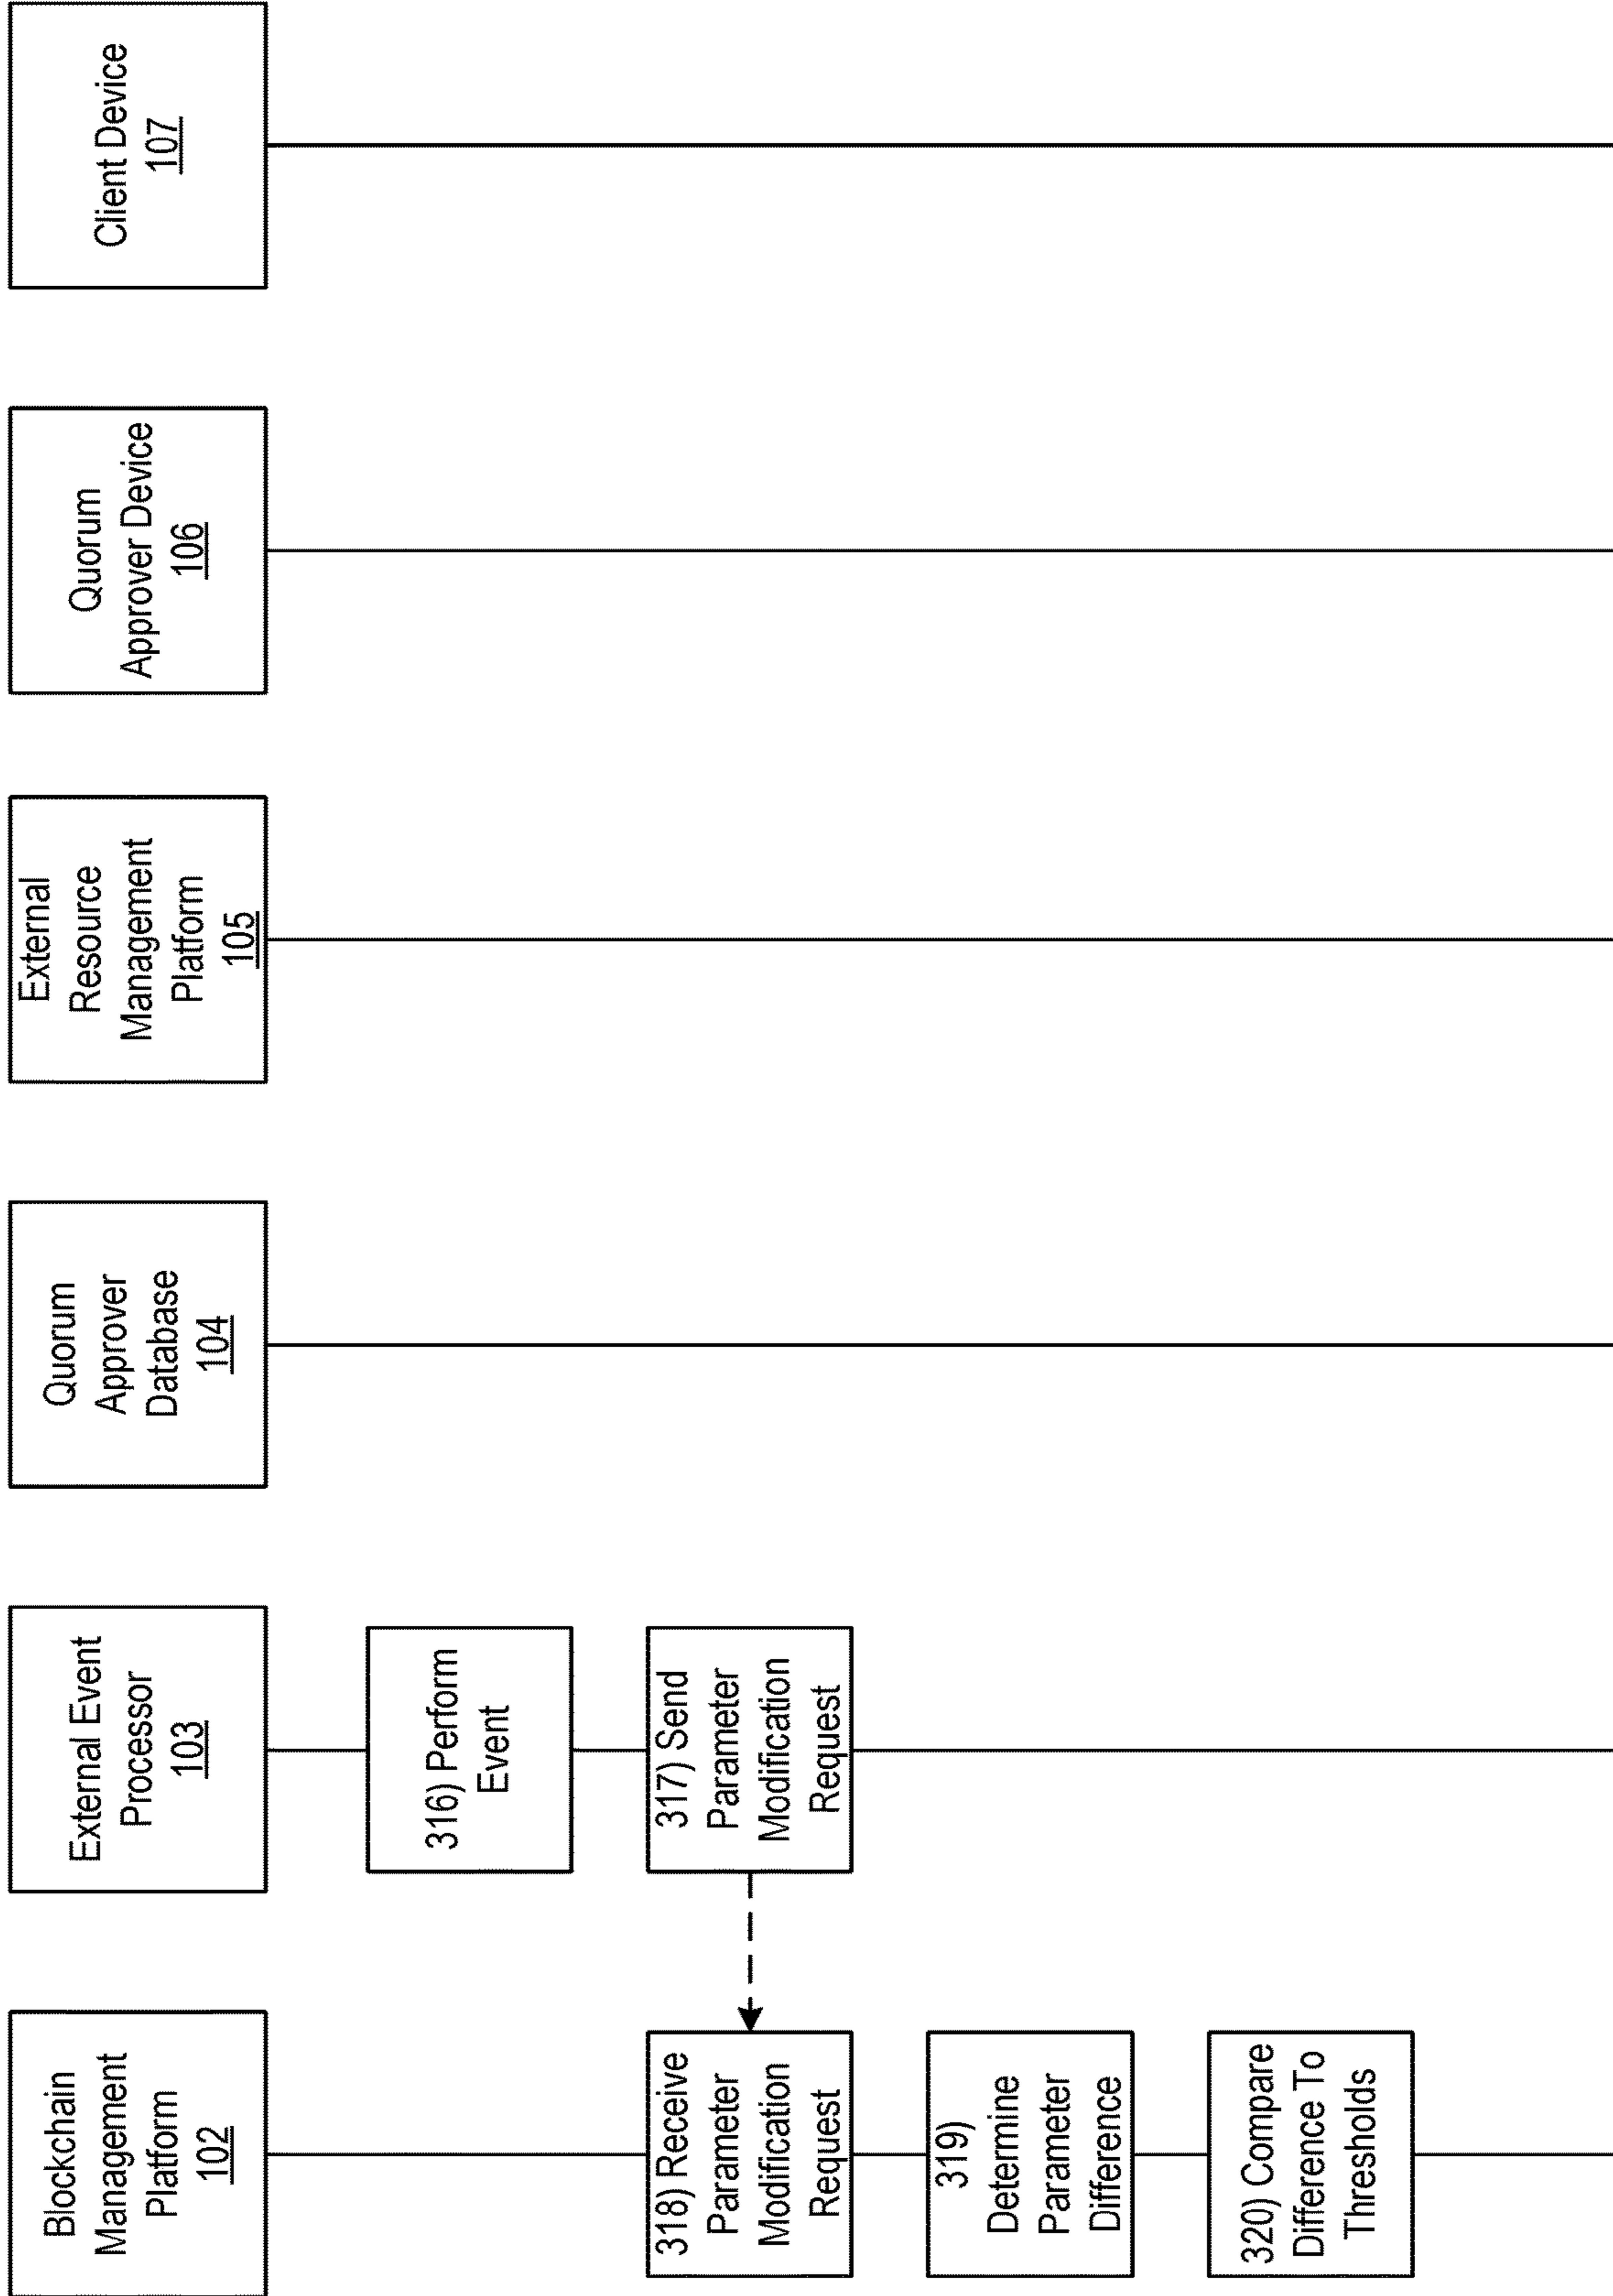 Blockchain
Management
Platform
102
External Event
Processor
103
Quorum
Approver
Database
104
External
Resource
Management
Platform
105
Quorum
Approver Device
106
Client Device
107
316) Perform
Event
317) Send
Parameter
Modification
Request
318) Receive
Parameter
Modification
Request
319)
Determine
Parameter
Difference
320) Compare
Difference To
Thresholds